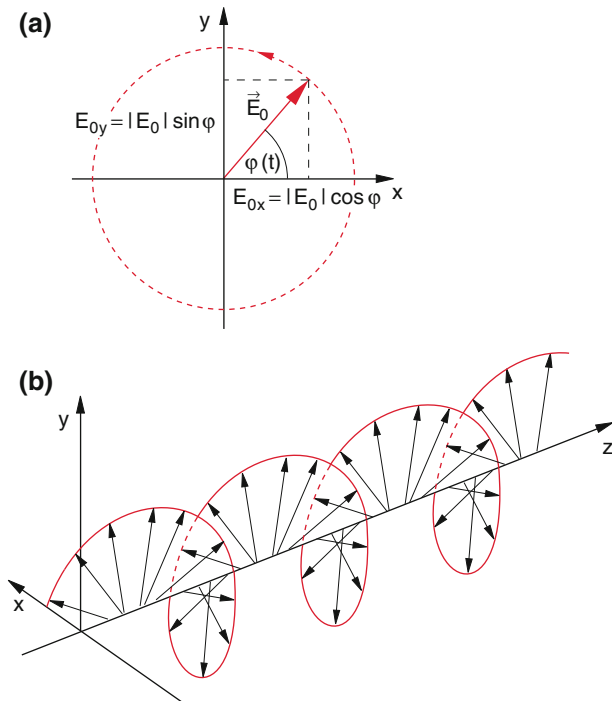 (a)
y
E⃗0
E0y = |E0| sin φ
φ(t)
E0x = |E0| cos φ
x
(b)
y
z
x